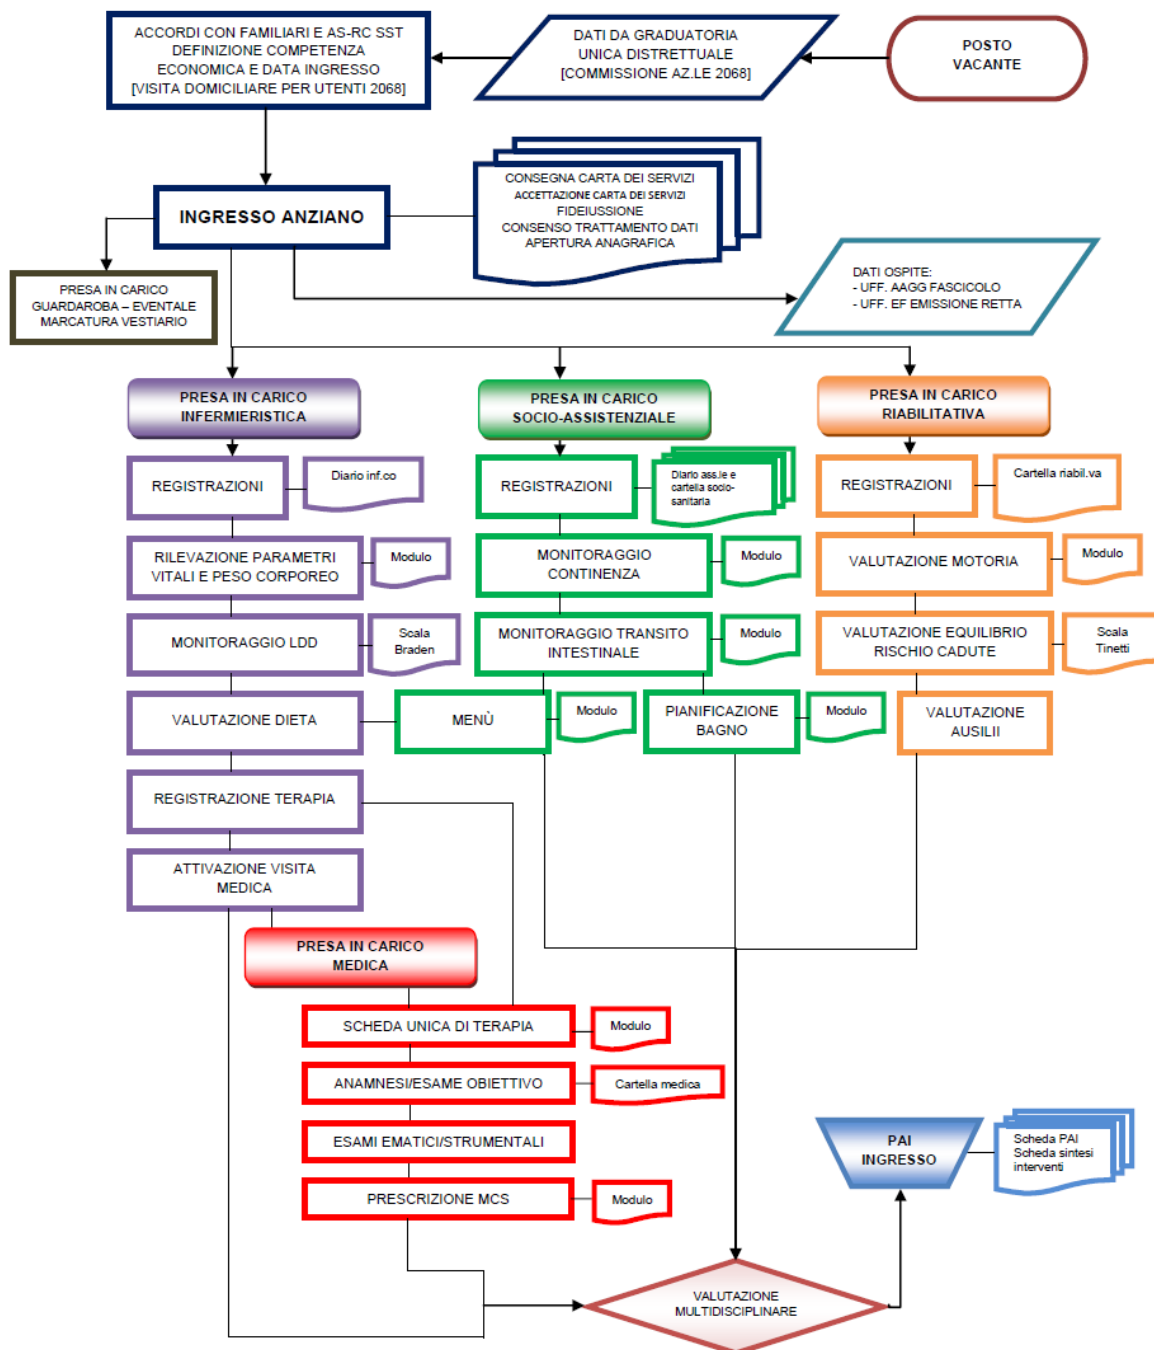 ACCORDI CON FAMILIARI E AS-RC SST
DEFINIZIONE COMPETENZA
ECONOMICA E DATA INGRESSO
[VISITA DOMICILIARE PER UTENTI 2068]
DATI DA GRADUATORIA
UNICA DISTRETTUALE
[COMMISSIONE AZ.LE 2068]
POSTO
VACANTE
INGRESSO ANZIANO
CONSEGNA CARTA DEI SERVIZI
ACCETTAZIONE CARTA DEI SERVIZI
FIDEIUSSIONE
CONSENSO TRATTAMENTO DATI
APERTURA ANAGRAFICA
PRESA IN CARICO
GUARDAROBA – EVENTALE
MARCATURA VESTIARIO
DATI OSPITE:
- UFF. AAGG FASCICOLO
- UFF. EF EMISSIONE RETTA
PRESA IN CARICO
INFERMIERISTICA
PRESA IN CARICO
SOCIO-ASSISTENZIALE
PRESA IN CARICO
RIABILITATIVA
REGISTRAZIONI
Diario inf.co
REGISTRAZIONI
Diario ass.le e
cartella socio-
sanitaria
REGISTRAZIONI
Cartella riabil.va
RILEVAZIONE PARAMETRI
VITALI E PESO CORPOREO
Modulo
MONITORAGGIO
CONTINENZA
Modulo
VALUTAZIONE MOTORIA
Modulo
MONITORAGGIO LDD
Scala
Braden
MONITORAGGIO TRANSITO
INTESTINALE
Modulo
VALUTAZIONE EQUILIBRIO
RISCHIO CADUTE
Scala
Tinetti
VALUTAZIONE DIETA
MENÙ
Modulo
PIANIFICAZIONE
BAGNO
Modulo
VALUTAZIONE
AUSILII
REGISTRAZIONE TERAPIA
ATTIVAZIONE VISITA
MEDICA
PRESA IN CARICO
MEDICA
SCHEDA UNICA DI TERAPIA
Modulo
ANAMNESI/ESAME OBIETTIVO
Cartella medica
ESAMI EMATICI/STRUMENTALI
PRESCRIZIONE MCS
Modulo
PAI
INGRESSO
Scheda PAI
Scheda sintesi
interventi
VALUTAZIONE
MULTIDISCIPLINARE